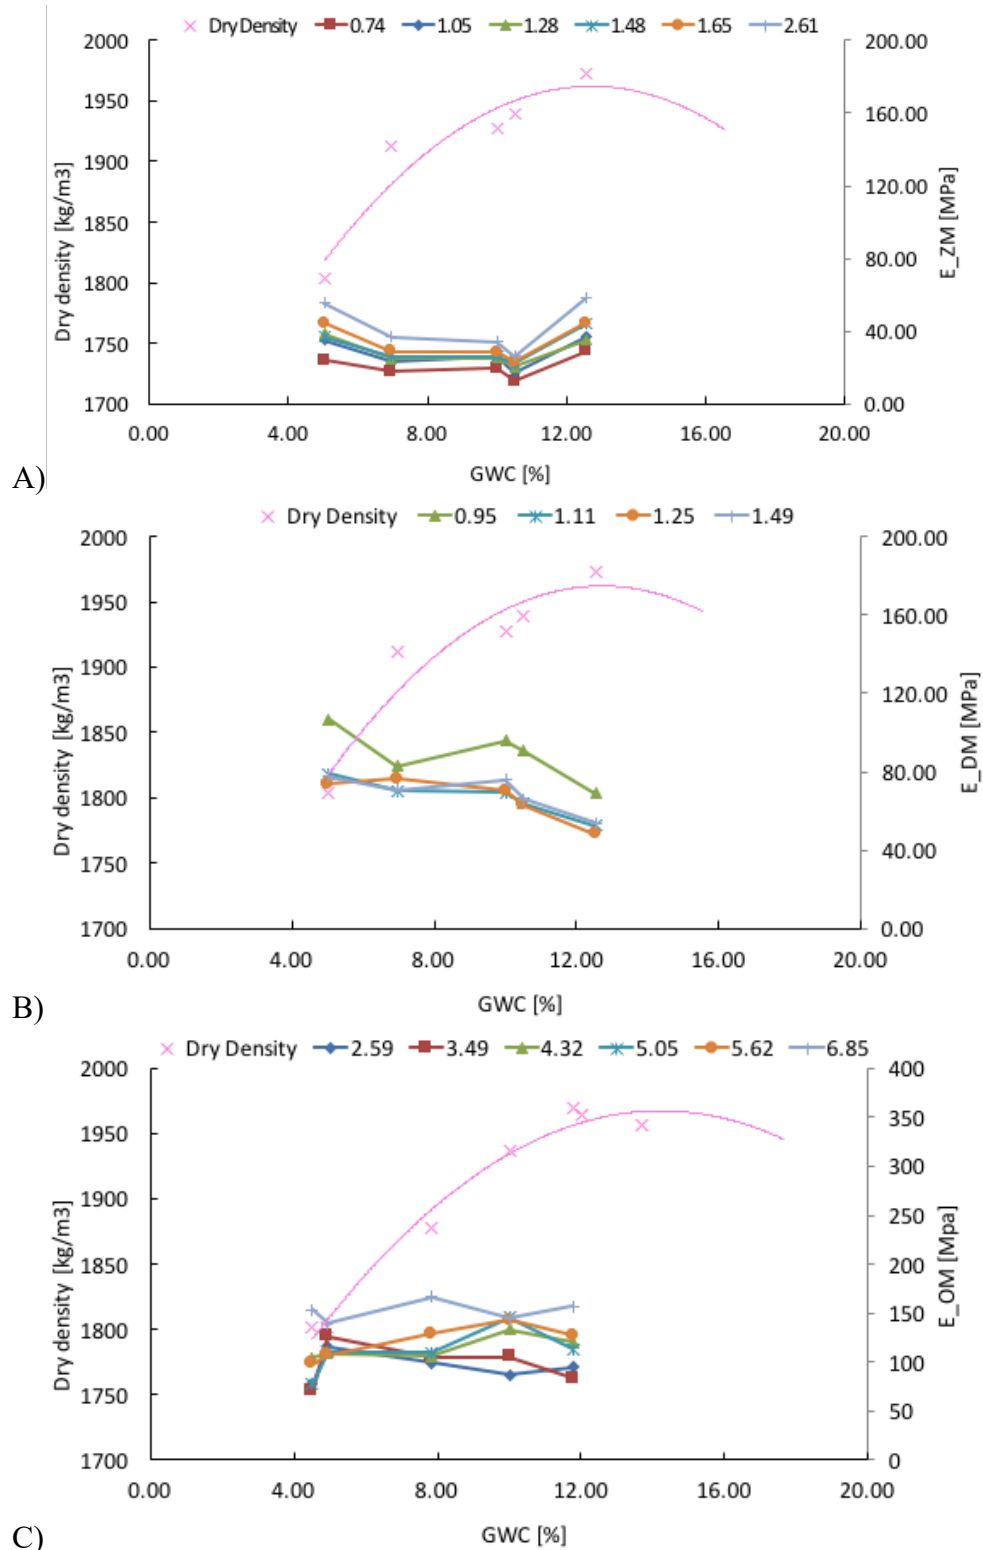 Dry Density 0.74 1.05 1.28 1.48 1.65 2.61
2000 200.00
1950 160.00
1900
120.00
1850
1800 80.00
1750 40.00
1700 0.00
Dry density [kg/m3]
E_ZM [MPa]
0.00 4.00 8.00 12.00 16.00 20.00
GWC [%]
A)
Dry Density 0.95 1.11 1.25 1.49
2000 200.00
1950 160.00
1900
120.00
1850
1800 80.00
1750 40.00
1700 0.00
Dry density [kg/m3]
E_DM [MPa]
0.00 4.00 8.00 12.00 16.00 20.00
GWC [%]
B)
Dry Density 2.59 3.49 4.32 5.05 5.62 6.85
2000 400
1950 350
1900 300
250
1850 200
1800 150
100
1750 50
1700 0
Dry density [kg/m3]
E_OM [Mpa]
0.00 4.00 8.00 12.00 16.00 20.00
GWC [%]
C)